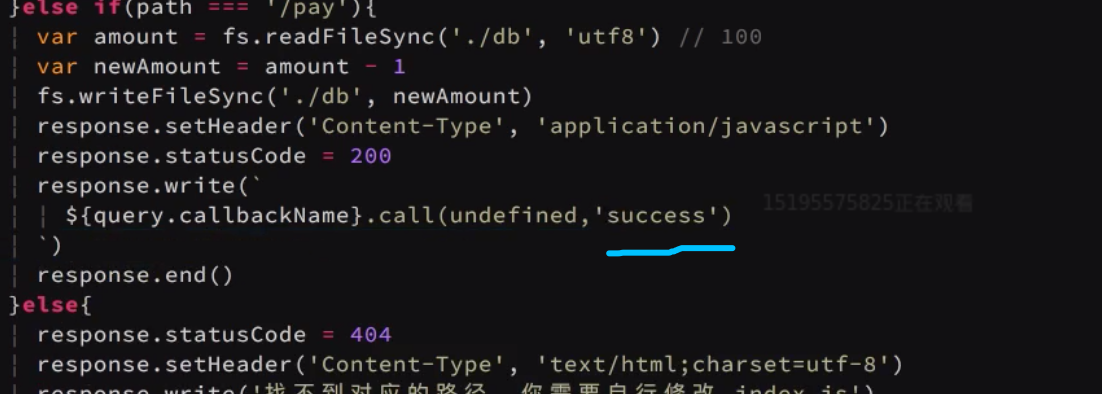 }else if(path === '/pay'){
var amount = fs.readFileSync('./db', 'utf8') // 100
var newAmount = amount - 1
fs.writeFileSync('./db', newAmount)
response.setHeader('Content-Type', 'application/javascript')
response.statusCode = 200
response.write(`
${query.callbackName}.call(undefined,'success')
15195575825正在观看
`)
response.end()
}else{
response.statusCode = 404
response.setHeader('Content-Type', 'text/html;charset=utf-8')
response.write('找不到对应的路径，你需要自行修改 index.js')